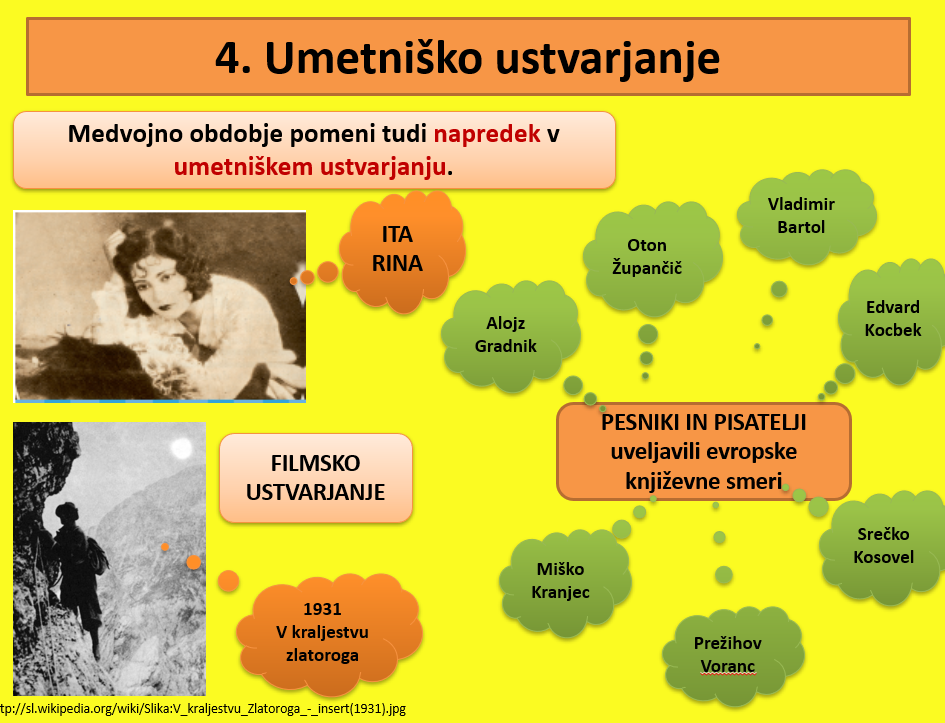 4. Umetniško ustvarjanje
Medvojno obdobje pomeni tudi napredek v
umetniškem ustvarjanju.
ITA
RINA
Alojz
Gradnik
Oton
Župančič
Vladimir
Bartol
Edvard
Kocbek
PESNIKI IN PISATELJI
uveljavili evropske
književne smeri
FILMSKO
USTVARJANJE
1931
V kraljestvu
zlatoroga
Miško
Kranjec
Prežihov
Voranc
Srečko
Kosovel
tp://sl.wikipedia.org/wiki/Slika:V_kraljestvu_Zlatoroga_-_insert(1931).jpg